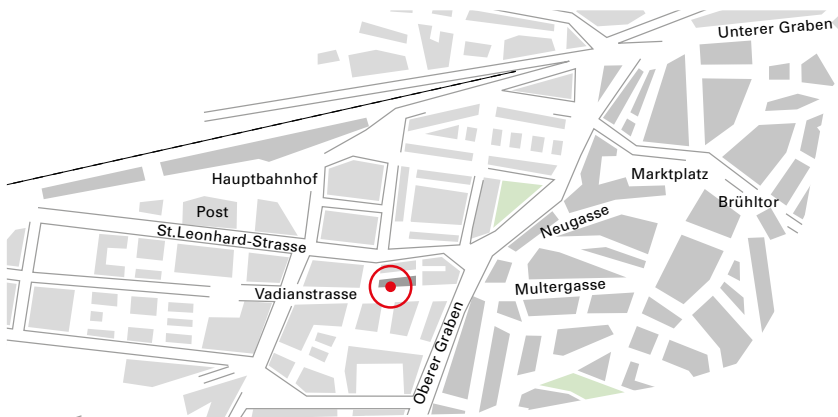 Unterer Graben
Hauptbahnhof
Marktplatz
Post
Brühltor
Neugasse
St.Leonhard-Strasse
Multergasse
Vadianstrasse
Oberer Graben